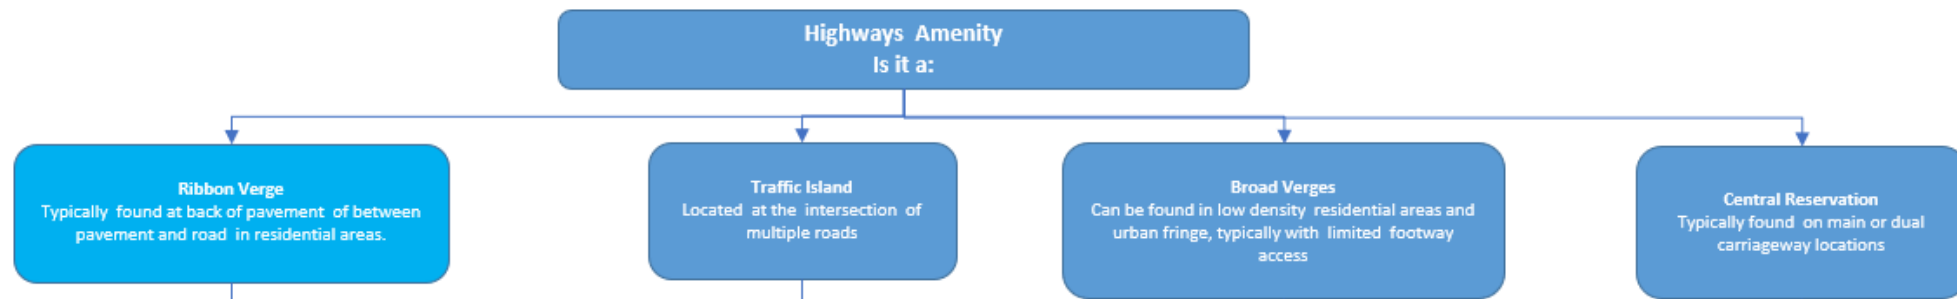 Highways Amenity
Is it a:
Ribbon Verge
Typically found at back of pavement of between
pavement and road in residential areas.
Traffic Island
Located at the intersection of
multiple roads
Broad Verges
Can be found in low density residential areas and
urban fringe, typically with limited footway
access
Central Reservation
Typically found on main or dual
carriageway locations